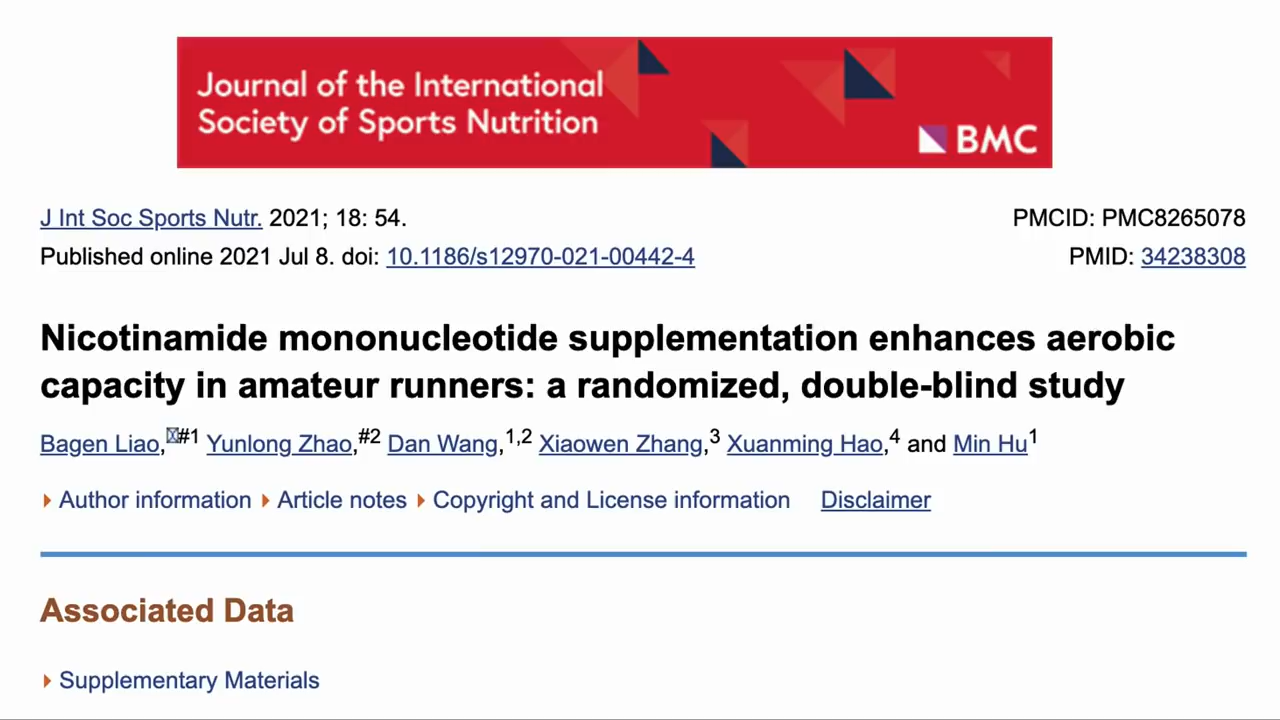 Journal of the International
Society of Sports Nutrition
BMC
J Int Soc Sports Nutr. 2021; 18: 54.
PMCID: PMC8265078
Published online 2021 Jul 8. doi: 10.1186/s12970-021-00442-4
PMID: 34238308
Nicotinamide mononucleotide supplementation enhances aerobic
capacity in amateur runners: a randomized, double-blind study
Bagen Liao,#1 Yunlong Zhao,#2 Dan Wang,1,2 Xiaowen Zhang,3 Xuanming Hao,4 and Min Hu1
Author information Article notes Copyright and License information Disclaimer
Associated Data
Supplementary Materials